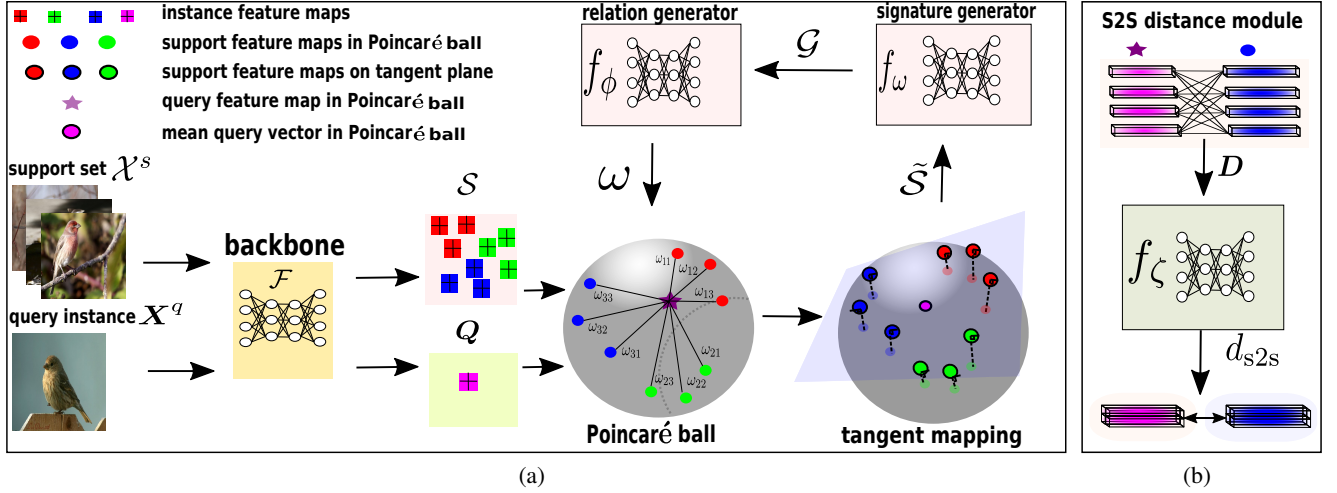 instance feature maps
support feature maps in Poincaré ball
support feature maps on tangent plane
query feature map in Poincaré ball
mean query vector in Poincaré ball
support set 𝒳ˢ
query instance X^q
backbone
ℱ
𝒮
Q
relation generator
f_ϕ
𝒢
signature generator
f_ω
ω
𝒮̃
ω₁₁
ω₁₂
ω₁₃
ω₃₃
ω₃₂
ω₃₁
ω₂₁
ω₂₂
ω₂₃
Poincaré ball
tangent mapping
(a)
S2S distance module
D
f_ζ
d_s2s
(b)